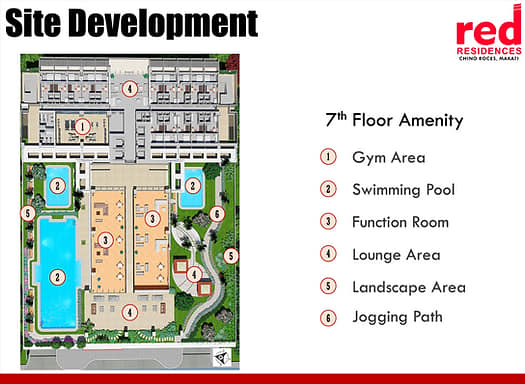 Site Development
red
RESIDENCES
CHINO ROCES, MAKATI
7th Floor Amenity
1 Gym Area
2 Swimming Pool
3 Function Room
4 Lounge Area
5 Landscape Area
6 Jogging Path
4
1
2
2
5
3
3
6
5
2
4
4